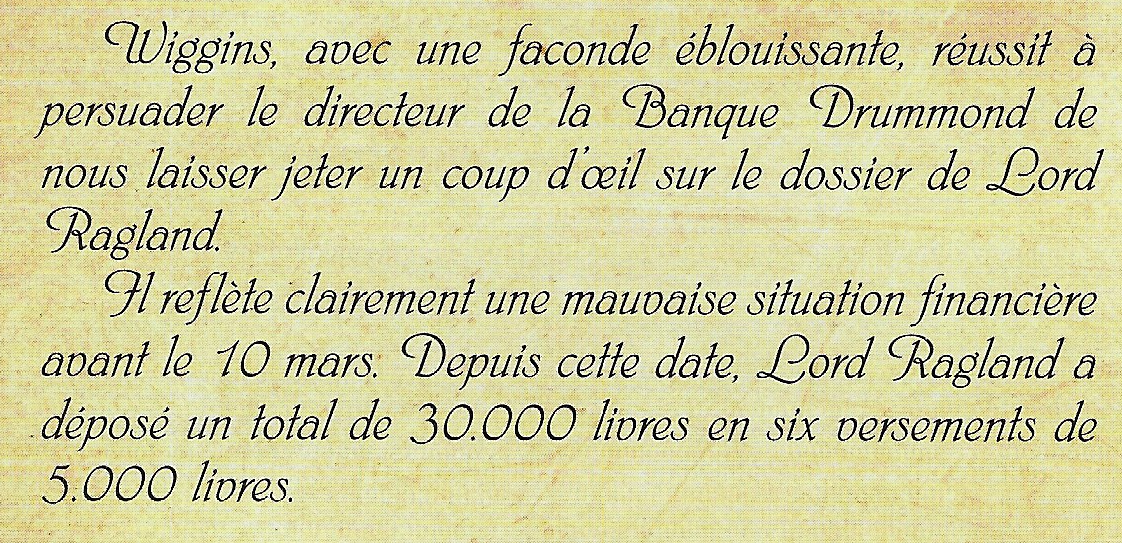 Wiggins, avec une faconde éblouissante, réussit à
persuader le directeur de la Banque Drummond de
nous laisser jeter un coup d'œil sur le dossier de Lord
Ragland.
Il reflète clairement une mauvaise situation financière
avant le 10 mars. Depuis cette date, Lord Ragland a
déposé un total de 30.000 livres en six versements de
5.000 livres.